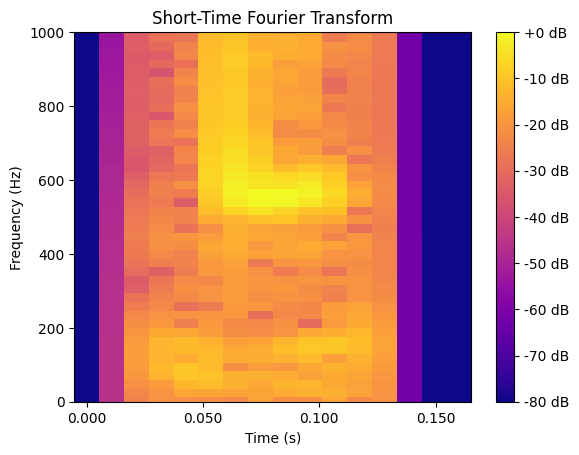 Short-Time Fourier Transform
1000
800
600
400
200
0
Frequency (Hz)
0.000
0.050
0.100
0.150
Time (s)
+0 dB
-10 dB
-20 dB
-30 dB
-40 dB
-50 dB
-60 dB
-70 dB
-80 dB